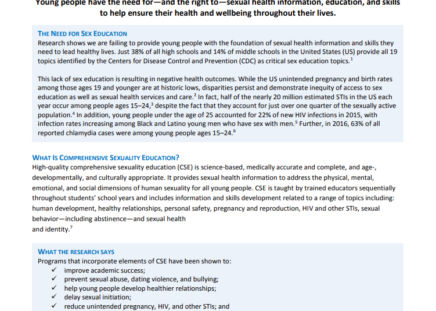 Young people have the need for—and the right to—sexual health information, education, and skills
to help ensure their health and wellbeing throughout their lives.
THE NEED FOR SEX EDUCATION
Research shows we are failing to provide young people with the foundation of sexual health information and skills they
need to lead healthy lives. Just 38% of all high schools and 14% of middle schools in the United States (US) provide all 19
topics identified by the Centers for Disease Control and Prevention (CDC) as critical sex education topics.1
This lack of sex education is resulting in negative health outcomes. While the US unintended pregnancy and birth rates
among those ages 19 and younger are at historic lows, disparities persist and demonstrate inequity of access to sex
education as well as sexual health services and care.2 In fact, half of the nearly 20 million estimated STIs in the US each
year occur among people ages 15–24,3 despite the fact that they account for just over one quarter of the sexually active
population.4 In addition, young people under the age of 25 accounted for 22% of new HIV infections in 2015, with
infection rates increasing among Black and Latino young men who have sex with men.5 Further, in 2016, 63% of all
reported chlamydia cases were among young people ages 15–24.6
WHAT IS COMPREHENSIVE SEXUALITY EDUCATION?
High-quality comprehensive sexuality education (CSE) is science-based, medically accurate and complete, and age-,
developmentally, and culturally appropriate. It provides sexual health information to address the physical, mental,
emotional, and social dimensions of human sexuality for all young people. CSE is taught by trained educators sequentially
throughout students' school years and includes information and skills development related to a range of topics including:
human development, healthy relationships, personal safety, pregnancy and reproduction, HIV and other STIs, sexual
behavior—including abstinence—and sexual health
and identity.7
WHAT THE RESEARCH SAYS
Programs that incorporate elements of CSE have been shown to:
✓ improve academic success;
✓ prevent sexual abuse, dating violence, and bullying;
✓ help young people develop healthier relationships;
✓ delay sexual initiation;
✓ reduce unintended pregnancy, HIV, and other STIs; and